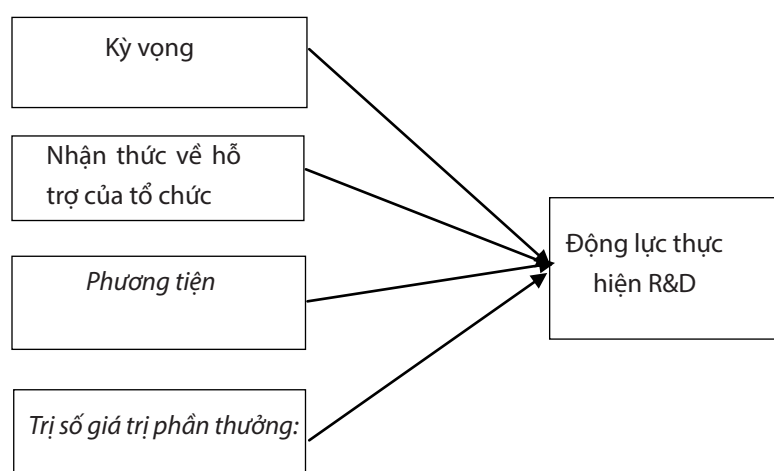 Kỳ vọng
Nhận thức về hỗ
trợ của tổ chức
Phương tiện
Trị số giá trị phần thưởng:
Động lực thực
hiện R&D